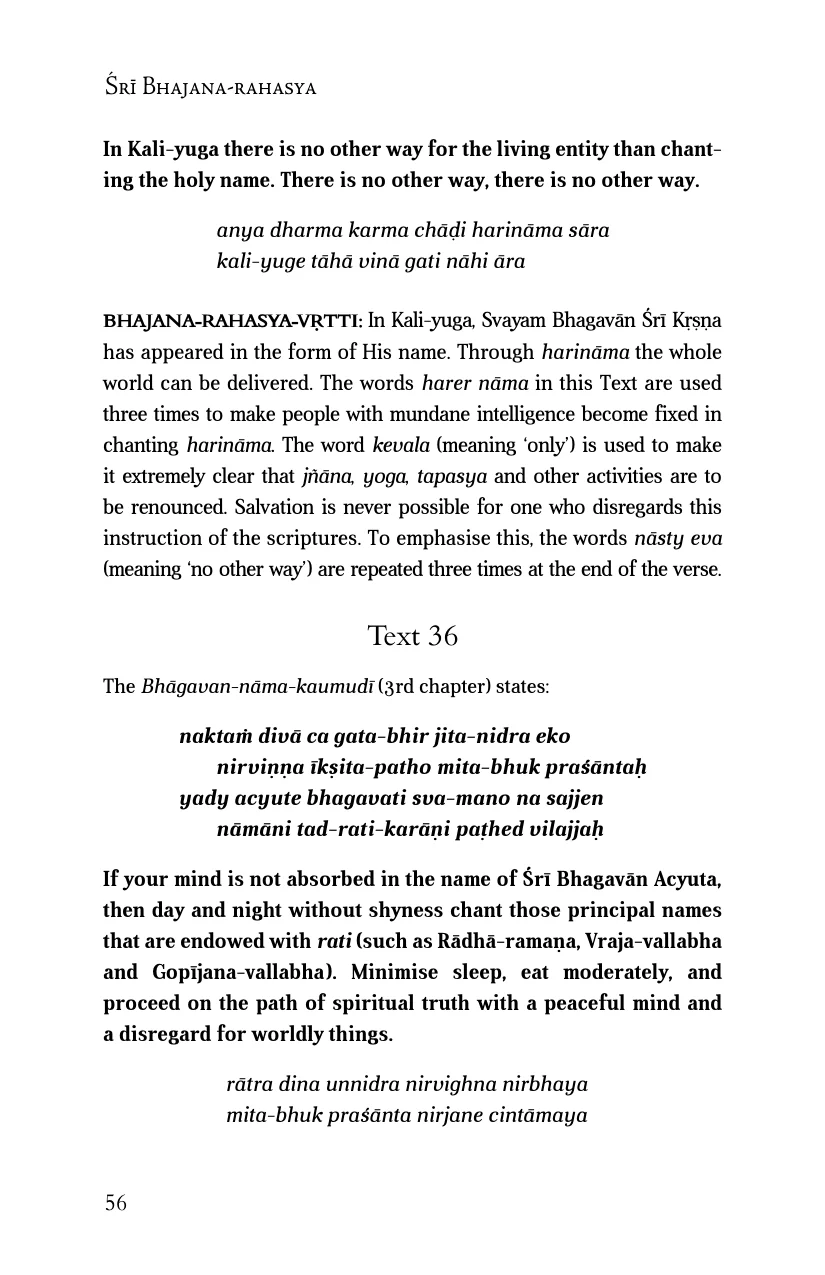 Śrī Bhajana-rahasya
In Kali-yuga there is no other way for the living entity than chant-
ing the holy name. There is no other way, there is no other way.
anya dharma karma chāḍi harināma sāra
kali-yuge tāhā vinā gati nāhi āra
BHAJANA-RAHASYA-VṚTTI: In Kali-yuga, Svayam Bhagavān Śrī Kṛṣṇa
has appeared in the form of His name. Through harināma the whole
world can be delivered. The words harer nāma in this Text are used
three times to make people with mundane intelligence become fixed in
chanting harināma. The word kevala (meaning ‘only’) is used to make
it extremely clear that jñāna, yoga, tapasya and other activities are to
be renounced. Salvation is never possible for one who disregards this
instruction of the scriptures. To emphasise this, the words nāsty eva
(meaning ‘no other way’) are repeated three times at the end of the verse.
Text 36
The Bhāgavan-nāma-kaumudī (3rd chapter) states:
naktaṁ divā ca gata-bhir jita-nidra eko
nirviṇṇa īkṣita-patho mita-bhuk praśāntaḥ
yady acyute bhagavati sva-mano na sajjen
nāmāni tad-rati-karāṇi paṭhed vilajjaḥ
If your mind is not absorbed in the name of Śrī Bhagavān Acyuta,
then day and night without shyness chant those principal names
that are endowed with rati (such as Rādhā-ramaṇa, Vraja-vallabha
and Gopījana-vallabha). Minimise sleep, eat moderately, and
proceed on the path of spiritual truth with a peaceful mind and
a disregard for worldly things.
rātra dina unnidra nirvighna nirbhaya
mita-bhuk praśānta nirjane cintāmaya
56